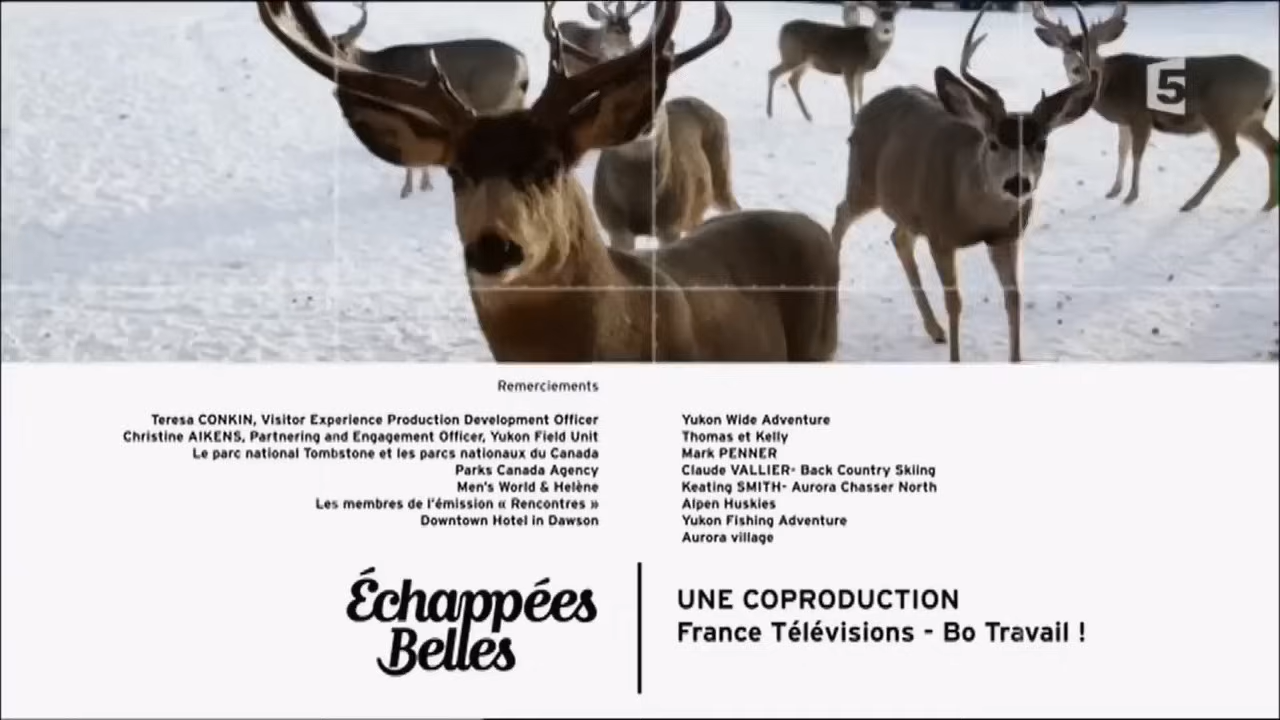 5
Remerciements
Teresa CONKIN, Visitor Experience Production Development Officer
Christine AIKENS, Partnering and Engagement Officer, Yukon Field Unit
Le parc national Tombstone et les parcs nationaux du Canada
Parks Canada Agency
Men's World & Helène
Les membres de l'émission « Rencontres »
Downtown Hotel in Dawson
Yukon Wide Adventure
Thomas et Kelly
Mark PENNER
Claude VALLIER- Back Country Skiing
Keating SMITH- Aurora Chasser North
Alpen Huskies
Yukon Fishing Adventure
Aurora village
Échappées
Belles
UNE COPRODUCTION
France Télévisions - Bo Travail !